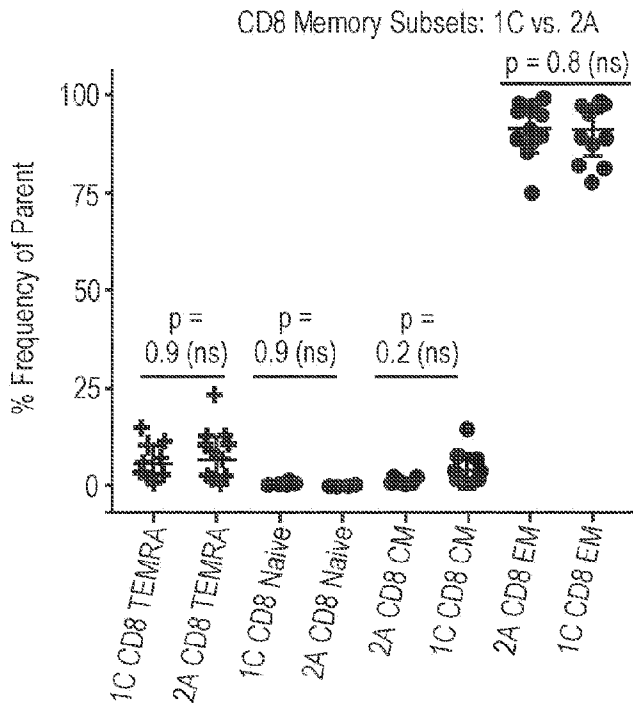 CD8 Memory Subsets: 1C vs. 2A
p = 0.8 (ns)
100
75
50
25
0
% Frequency of Parent
p =
0.9 (ns)
p =
0.9 (ns)
p =
0.2 (ns)
1C CD8 TEMRA
2A CD8 TEMRA
1C CD8 Naive
2A CD8 Naive
2A CD8 CM
1C CD8 CM
2A CD8 EM
1C CD8 EM